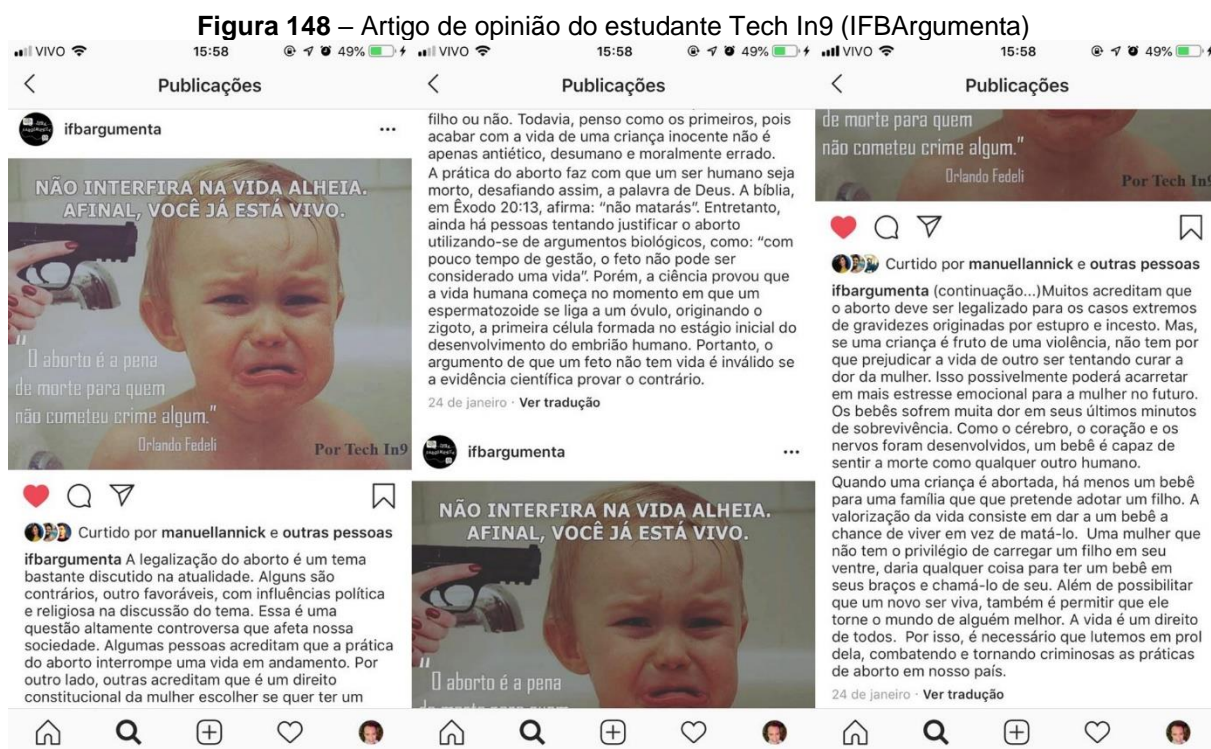 Figura 148 – Artigo de opinião do estudante Tech In9 (IFBArgumenta)
VIVO 15:58 49%
Publicações
ifbargumenta
NÃO INTERFIRA NA VIDA ALHEIA.
AFINAL, VOCÊ JÁ ESTÁ VIVO.
"
O aborto é a pena
de morte para quem
não cometeu crime algum."
Orlando Fedeli
Por Tech In9
Curtido por manuellannick e outras pessoas
ifbargumenta A legalização do aborto é um tema
bastante discutido na atualidade. Alguns são
contrários, outro favoráveis, com influências política
e religiosa na discussão do tema. Essa é uma
questão altamente controversa que afeta nossa
sociedade. Algumas pessoas acreditam que a prática
do aborto interrompe uma vida em andamento. Por
outro lado, outras acreditam que é um direito
constitucional da mulher escolher se quer ter um
VIVO 15:58 49%
Publicações
filho ou não. Todavia, penso como os primeiros, pois
acabar com a vida de uma criança inocente não é
apenas antiético, desumano e moralmente errado.
A prática do aborto faz com que um ser humano seja
morto, desafiando assim, a palavra de Deus. A bíblia,
em Êxodo 20:13, afirma: “não matarás”. Entretanto,
ainda há pessoas tentando justificar o aborto
utilizando-se de argumentos biológicos, como: “com
pouco tempo de gestão, o feto não pode ser
considerado uma vida”. Porém, a ciência provou que
a vida humana começa no momento em que um
espermatozoide se liga a um óvulo, originando o
zigoto, a primeira célula formada no estágio inicial do
desenvolvimento do embrião humano. Portanto, o
argumento de que um feto não tem vida é inválido se
a evidência científica provar o contrário.
24 de janeiro · Ver tradução
ifbargumenta
NÃO INTERFIRA NA VIDA ALHEIA.
AFINAL, VOCÊ JÁ ESTÁ VIVO.
"
O aborto é a pena
de morte para quem
VIVO 15:58 49%
Publicações
de morte para quem
não cometeu crime algum."
Orlando Fedeli
Por Tech In9
Curtido por manuellannick e outras pessoas
ifbargumenta (continuação...)Muitos acreditam que
o aborto deve ser legalizado para os casos extremos
de gravidezes originadas por estupro e incesto. Mas,
se uma criança é fruto de uma violência, não tem por
que prejudicar a vida de outro ser tentando curar a
dor da mulher. Isso possivelmente poderá acarretar
em mais estresse emocional para a mulher no futuro.
Os bebês sofrem muita dor em seus últimos minutos
de sobrevivência. Como o cérebro, o coração e os
nervos foram desenvolvidos, um bebê é capaz de
sentir a morte como qualquer outro humano.
Quando uma criança é abortada, há menos um bebê
para uma família que que pretende adotar um filho. A
valorização da vida consiste em dar a um bebê a
chance de viver em vez de matá-lo. Uma mulher que
não tem o privilégio de carregar um filho em seu
ventre, daria qualquer coisa para ter um bebê em
seus braços e chamá-lo de seu. Além de possibilitar
que um novo ser viva, também é permitir que ele
torne o mundo de alguém melhor. A vida é um direito
de todos. Por isso, é necessário que lutemos em prol
dela, combatendo e tornando criminosas as práticas
de aborto em nosso país.
24 de janeiro · Ver tradução